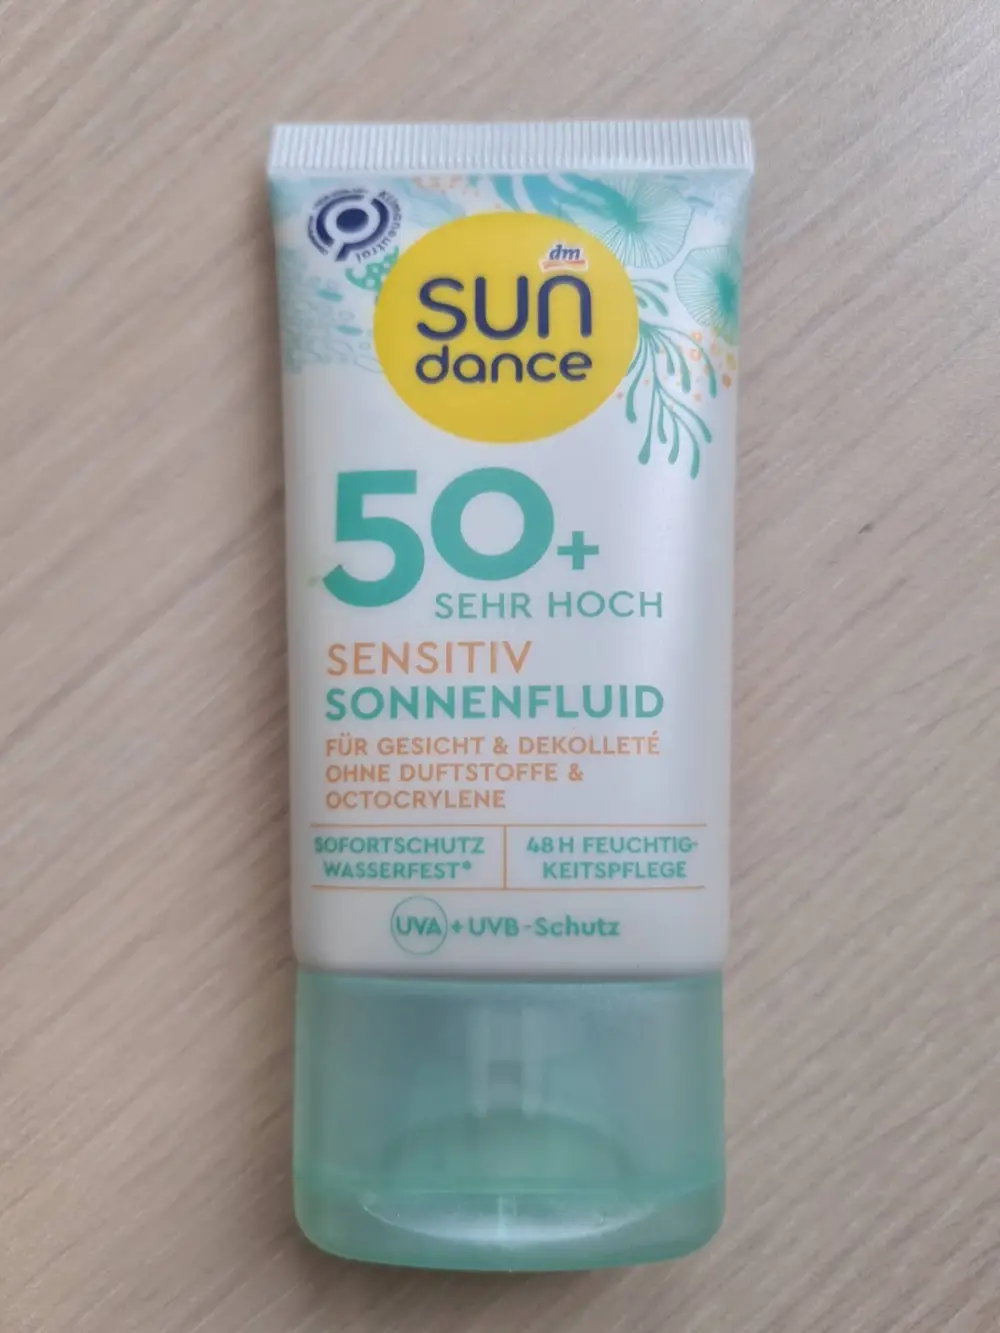 klimaneutral
dm
SUN
dance
50+
SEHR HOCH
SENSITIV
SONNENFLUID
FÜR GESICHT & DEKOLLETÉ
OHNE DUFTSTOFFE &
OCTOCRYLENE
SOFORTSCHUTZ
WASSERFEST*
48 H FEUCHTIG-
KEITSPFLEGE
UVA + UVB-Schutz